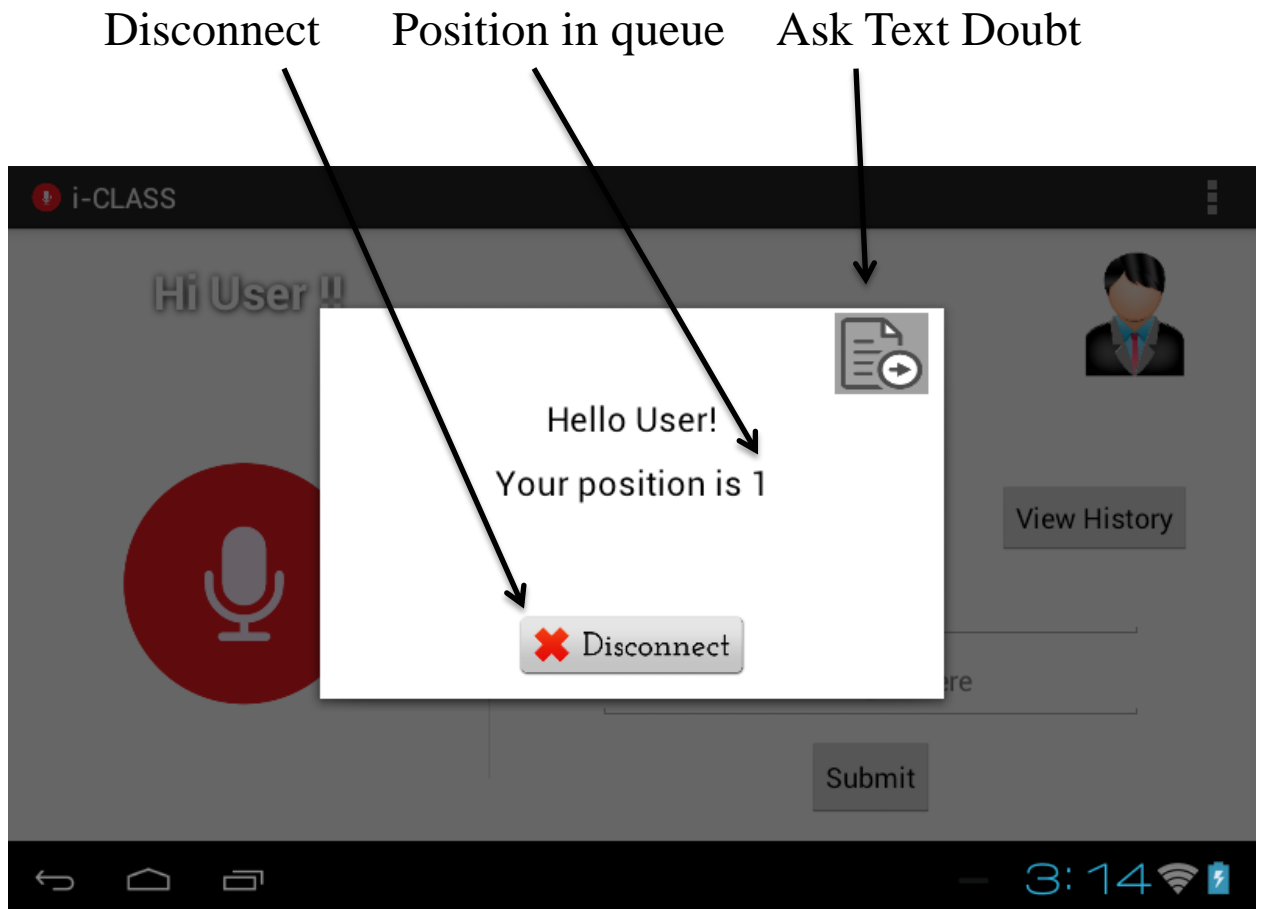 Disconnect Position in queue Ask Text Doubt
i-CLASS
Hi User !!
Hello User!
Your position is 1
View History
Disconnect
ere
Submit
3:14